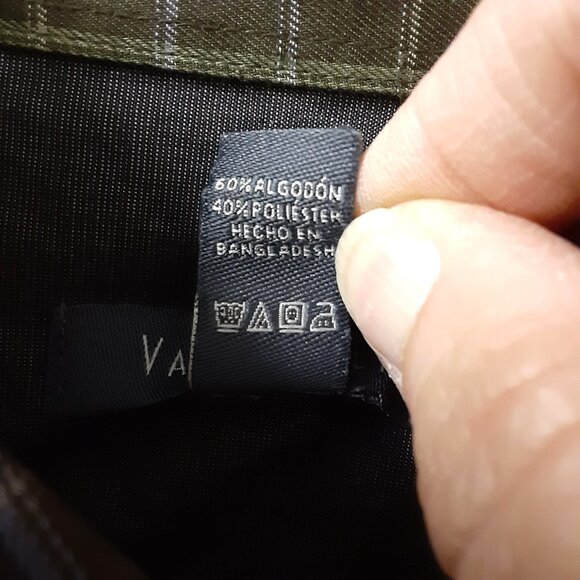 60% ALGODÓN
40% POLIÉSTER
HECHO EN
BANGLADESH
VA